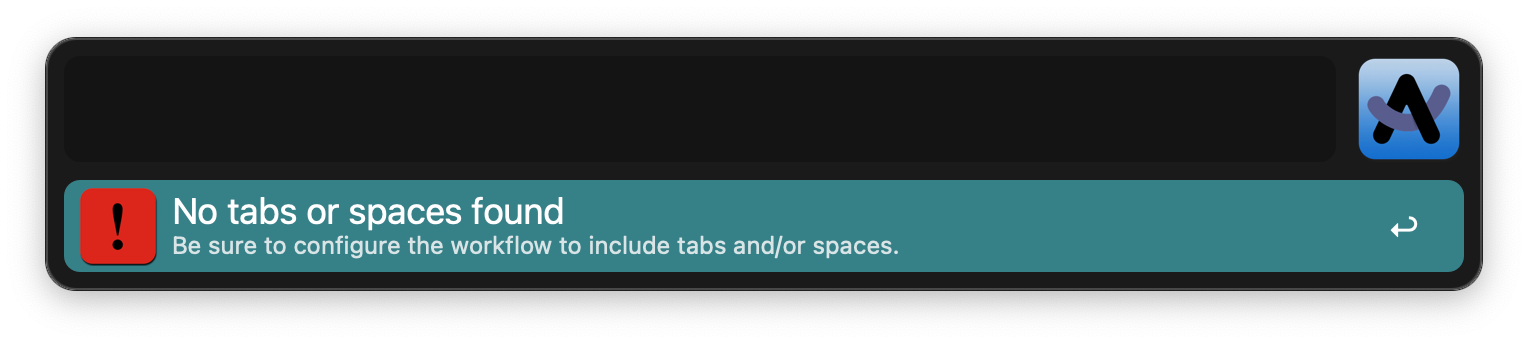 No tabs or spaces found
Be sure to configure the workflow to include tabs and/or spaces.